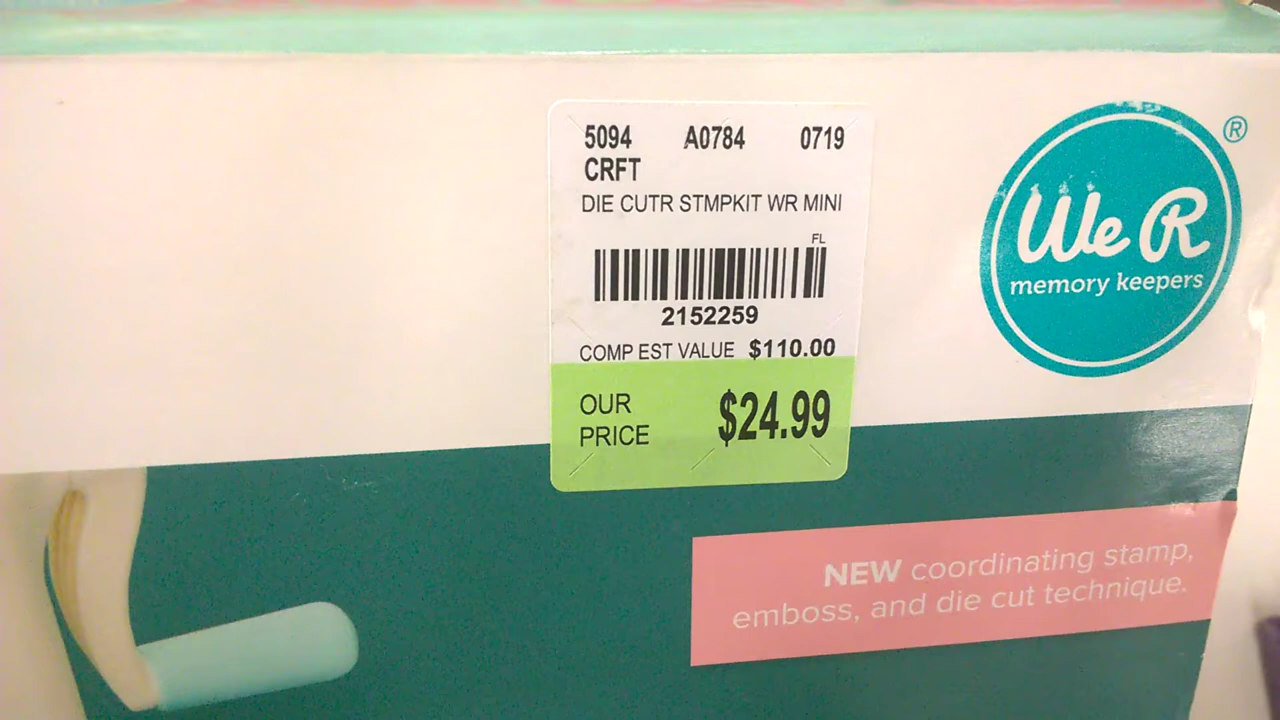 5094 A0784 0719
CRFT
DIE CUTR STMPKIT WR MINI
FL
2152259
COMP EST VALUE $110.00
OUR
PRICE
$24.99
We R
memory keepers
®
NEW coordinating stamp,
emboss, and die cut technique.